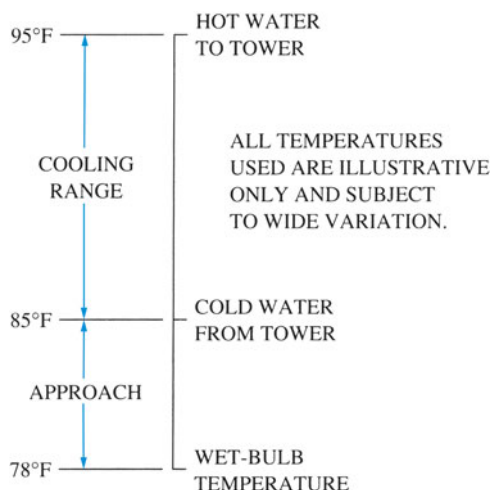 95°F
HOT WATER
TO TOWER
COOLING
RANGE
ALL TEMPERATURES
USED ARE ILLUSTRATIVE
ONLY AND SUBJECT
TO WIDE VARIATION.
85°F
COLD WATER
FROM TOWER
APPROACH
78°F
WET-BULB
TEMPERATURE